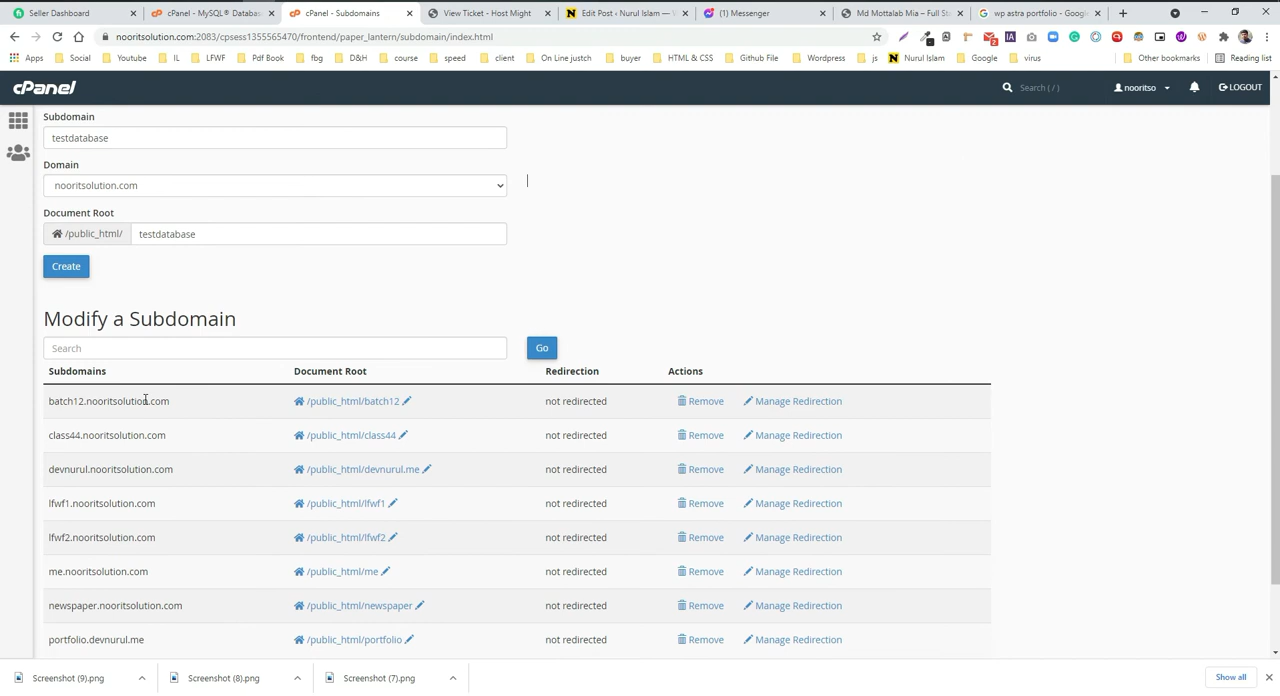 Seller Dashboard
cPanel - MySQL® Databas
cPanel - Subdomains
View Ticket - Host Might
Edit Post ‹ Nurul Islam —
(1) Messenger
Md Mottalab Mia – Full St
wp astra portfolio - Google
nooritsolution.com:2083/cpsess1355565470/frontend/paper_lantern/subdomain/index.html
Apps
Social
Youtube
IL
LFWF
Pdf Book
fbg
D&H
course
speed
client
On Line justch
buyer
HTML & CSS
Github File
Wordpress
js
Nurul Islam
Google
virus
Other bookmarks
Reading list
cPanel
Search ( / )
nooritso
LOGOUT
Subdomain
testdatabase
Domain
nooritsolution.com
Document Root
/public_html/ testdatabase
Create
Modify a Subdomain
Search
Go
Subdomains Document Root Redirection Actions
batch12.nooritsolution.com /public_html/batch12 not redirected Remove Manage Redirection
class44.nooritsolution.com /public_html/class44 not redirected Remove Manage Redirection
devnurul.nooritsolution.com /public_html/devnurul.me not redirected Remove Manage Redirection
lfwf1.nooritsolution.com /public_html/lfwf1 not redirected Remove Manage Redirection
lfwf2.nooritsolution.com /public_html/lfwf2 not redirected Remove Manage Redirection
me.nooritsolution.com /public_html/me not redirected Remove Manage Redirection
newspaper.nooritsolution.com /public_html/newspaper not redirected Remove Manage Redirection
portfolio.devnurul.me /public_html/portfolio not redirected Remove Manage Redirection
Screenshot (9).png
Screenshot (8).png
Screenshot (7).png
Show all